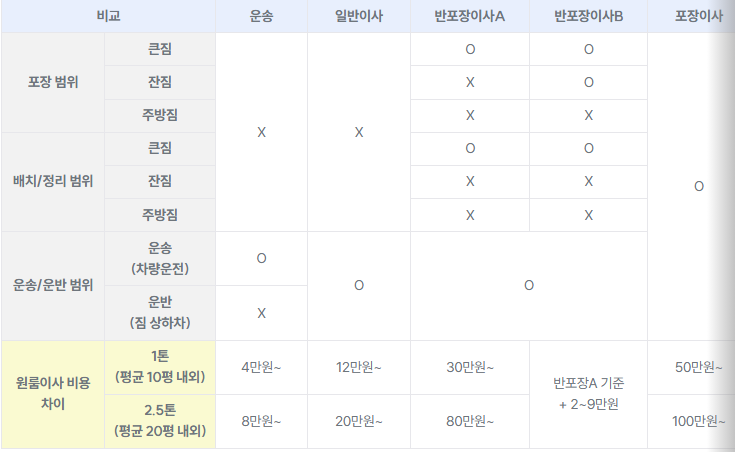 비교 운송 일반이사 반포장이사A 반포장이사B 포장이사
포장 범위
큰짐 O O
잔짐 X O
주방짐 X X
X X
배치/정리 범위
큰짐 O O
잔짐 X X
주방짐 X X
O
운송/운반 범위
운송
(차량운전)
O
운반
(짐 상하차)
X
O
O
원룸이사 비용
차이
1톤
(평균 10평 내외)
4만원~ 12만원~ 30만원~ 50만원~
반포장A 기준
+ 2~9만원
2.5톤
(평균 20평 내외)
8만원~ 20만원~ 80만원~ 100만원~